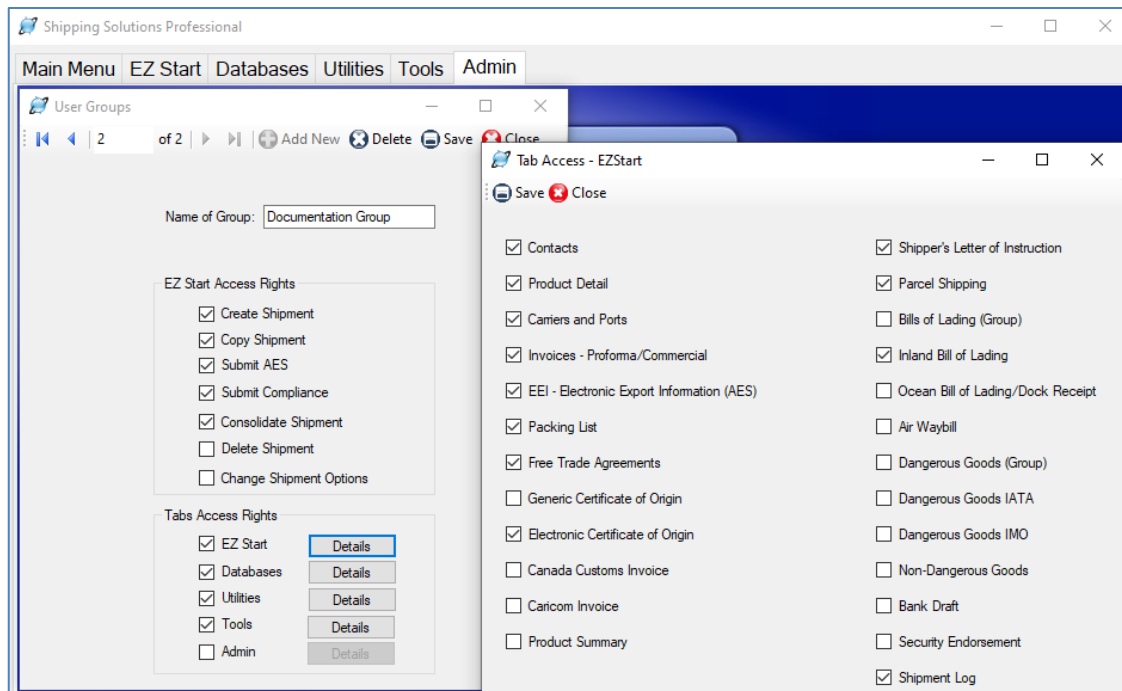 Shipping Solutions Professional
Main Menu EZ Start Databases Utilities Tools Admin
User Groups
2 of 2 Add New Delete Save Close
Name of Group: Documentation Group
EZ Start Access Rights
Create Shipment
Copy Shipment
Submit AES
Submit Compliance
Consolidate Shipment
Delete Shipment
Change Shipment Options
Tabs Access Rights
EZ Start Details
Databases Details
Utilities Details
Tools Details
Admin Details
Tab Access - EZStart
Save Close
Contacts
Product Detail
Carriers and Ports
Invoices - Proforma/Commercial
EEI - Electronic Export Information (AES)
Packing List
Free Trade Agreements
Generic Certificate of Origin
Electronic Certificate of Origin
Canada Customs Invoice
Caricom Invoice
Product Summary
Shipper's Letter of Instruction
Parcel Shipping
Bills of Lading (Group)
Inland Bill of Lading
Ocean Bill of Lading/Dock Receipt
Air Waybill
Dangerous Goods (Group)
Dangerous Goods IATA
Dangerous Goods IMO
Non-Dangerous Goods
Bank Draft
Security Endorsement
Shipment Log